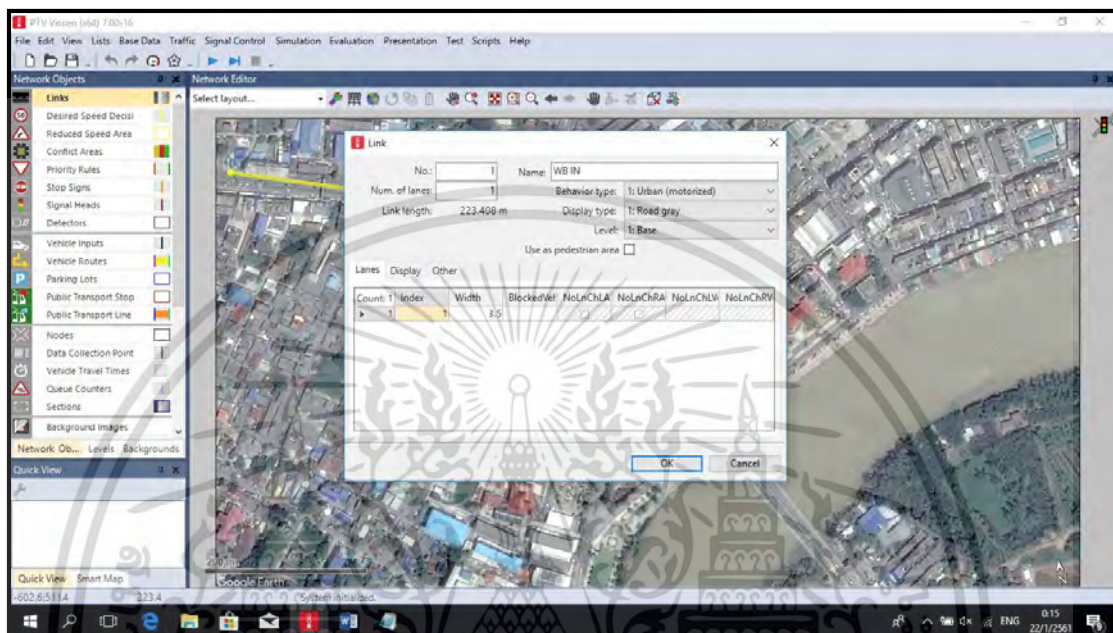 PTV Vissim (x64) 7.00-16
File Edit View Lists Base Data Traffic Signal Control Simulation Evaluation Presentation Test Scripts Help
Network Objects
Network Editor
Links
Select layout...
Desired Speed Decisi
Reduced Speed Area
Conflict Areas
Priority Rules
Stop Signs
Signal Heads
Detectors
Vehicle Inputs
Vehicle Routes
Parking Lots
Public Transport Stop
Public Transport Line
Nodes
Data Collection Point
Vehicle Travel Times
Queue Counters
Sections
Background Images
Network Ob... Levels Backgrounds
Quick View
Quick View Smart Map
Link
No.: 1 Name: WB IN
Num. of lanes: 1 Behavior type: 1: Urban (motorized)
Link length: 223.408 m Display type: 1: Road gray
Level: 1: Base
Use as pedestrian area
Lanes Display Other
Count: 1 Index Width BlockedVeh NoLnChLA NoLnChRA NoLnChLV NoLnChRV
1 1 3.5
OK Cancel
Google Earth
-602.6:511.4 223.4 System initialized.
ENG
0:15
22/1/2561